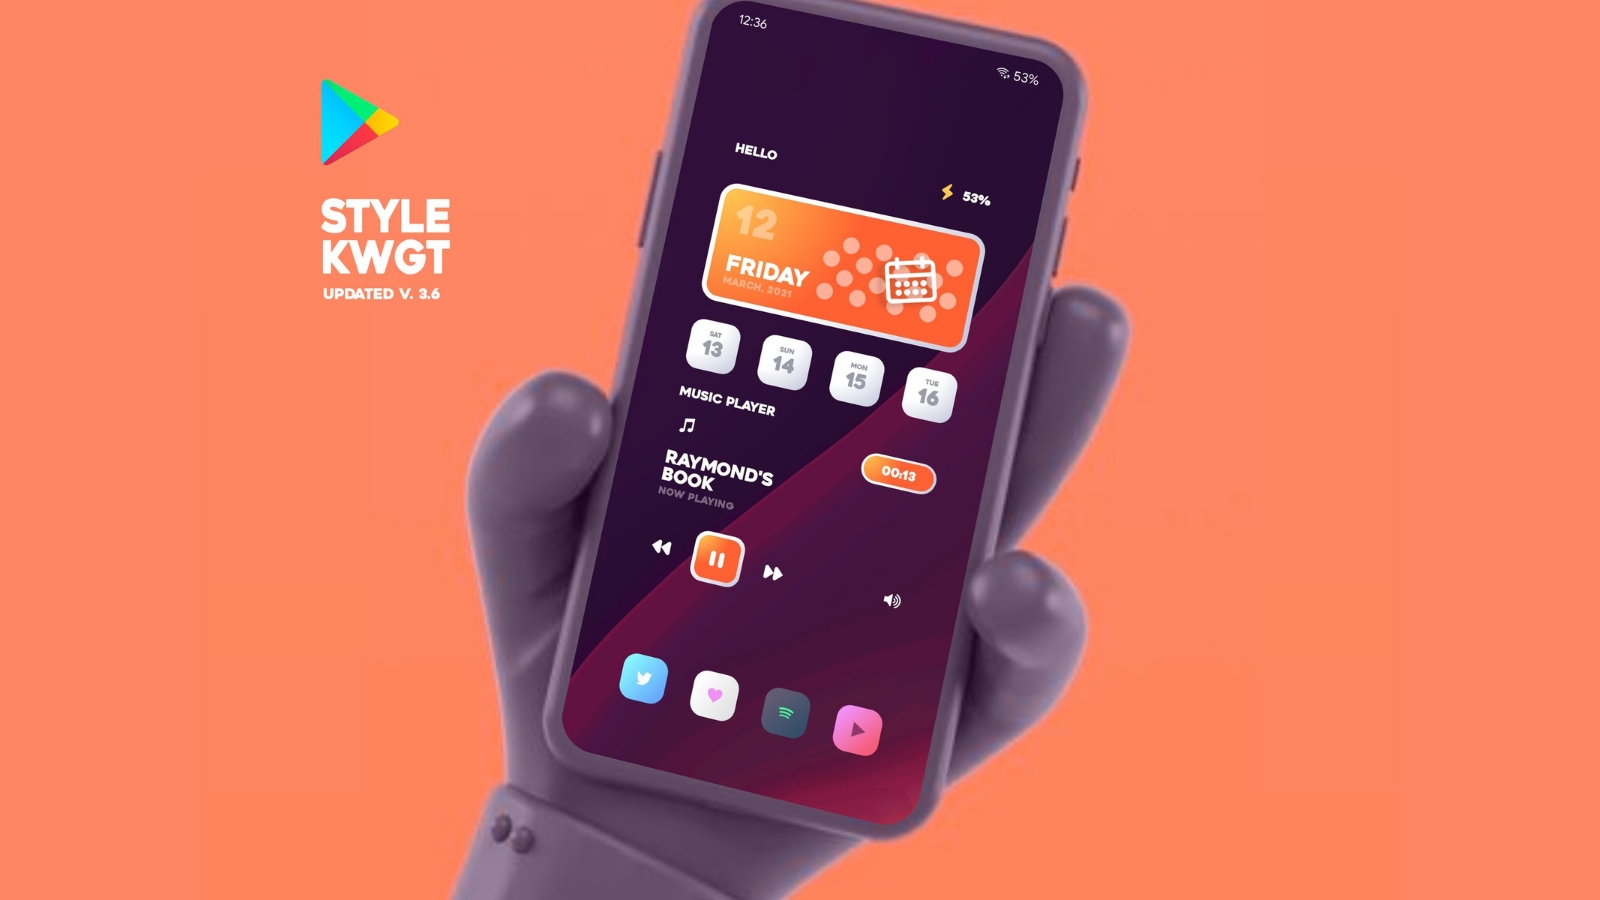 STYLE
KWGT
UPDATED V. 3.6
12:36
53%
HELLO
53%
12
FRIDAY
MARCH, 2021
SAT
13
SUN
14
MON
15
TUE
16
MUSIC PLAYER
RAYMOND'S
BOOK
NOW PLAYING
00:13